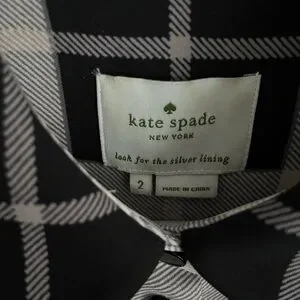 kate spade
NEW YORK
look for the silver lining
2
MADE IN CHINA